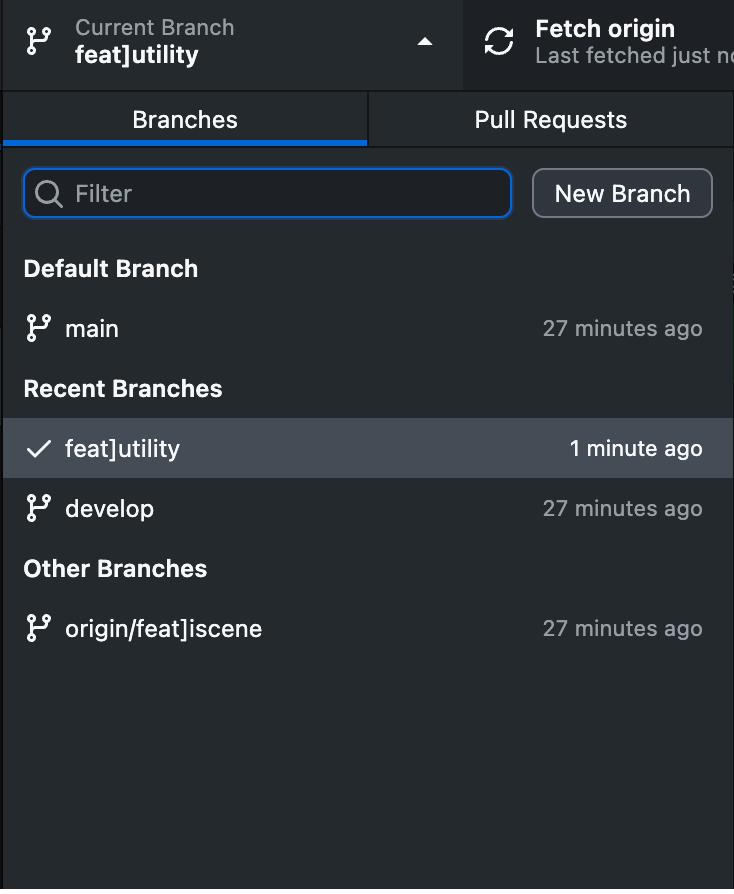 Current Branch
feat]utility
Fetch origin
Last fetched just
Branches
Pull Requests
Filter
New Branch
Default Branch
main
27 minutes ago
Recent Branches
feat]utility
1 minute ago
develop
27 minutes ago
Other Branches
origin/feat]iscene
27 minutes ago